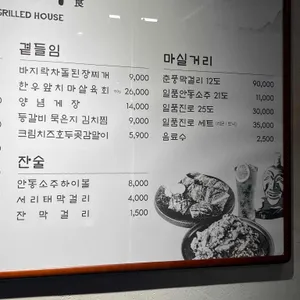 GRILLED HOUSE
곁들임
바지락차돌된장찌개 9,000
한우앞치마살육회 26,000
양념게장 14,000
등갈비 묵은지 김치찜 9,000
크림치즈호두곶감말이 5,900
잔술
안동소주하이볼 8,000
서리태막걸리 4,000
잔막걸리 1,500
마실거리
춘풍막걸리 12도 90,000
일품안동소주 21도 11,000
일품진로 25도 30,000
일품진로 세트 35,000
음료수 2,500